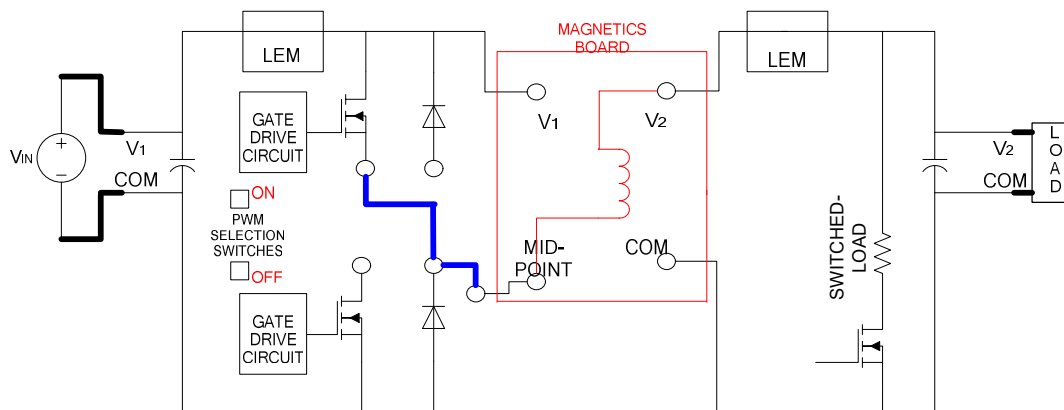 MAGNETICS
BOARD
LEM
LEM
GATE
DRIVE
CIRCUIT
V1
V2
+
VIN
−
V1
COM
V2
COM
L
O
A
D
ON
PWM
SELECTION
SWITCHES
OFF
MID-
POINT
COM
SWITCHED-
LOAD
GATE
DRIVE
CIRCUIT